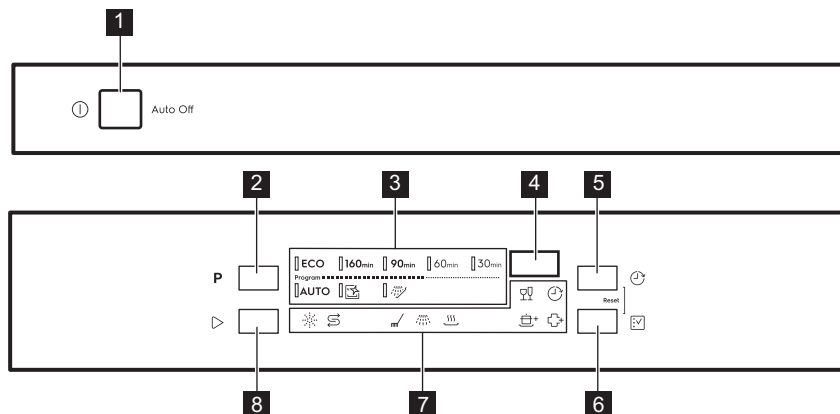 1
Auto Off
2 3 4 5
P ECO 160min 90min 60min 30min
Program
AUTO
Reset
8 7 6